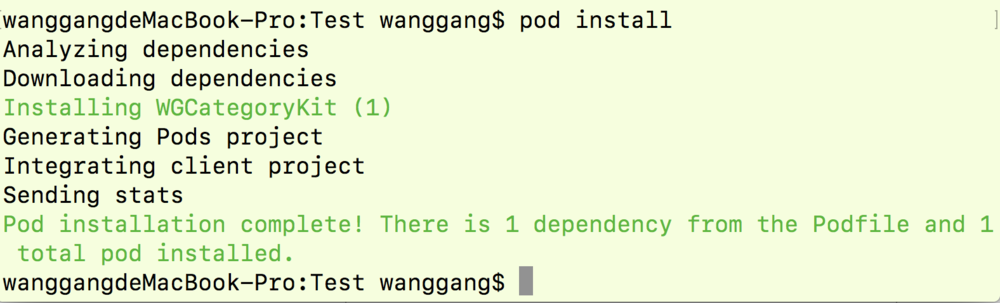 [wanggangdeMacBook-Pro:Test wanggang$ pod install ]
Analyzing dependencies
Downloading dependencies
Installing WGCategoryKit (1)
Generating Pods project
Integrating client project
Sending stats
Pod installation complete! There is 1 dependency from the Podfile and 1
total pod installed.
wanggangdeMacBook-Pro:Test wanggang$